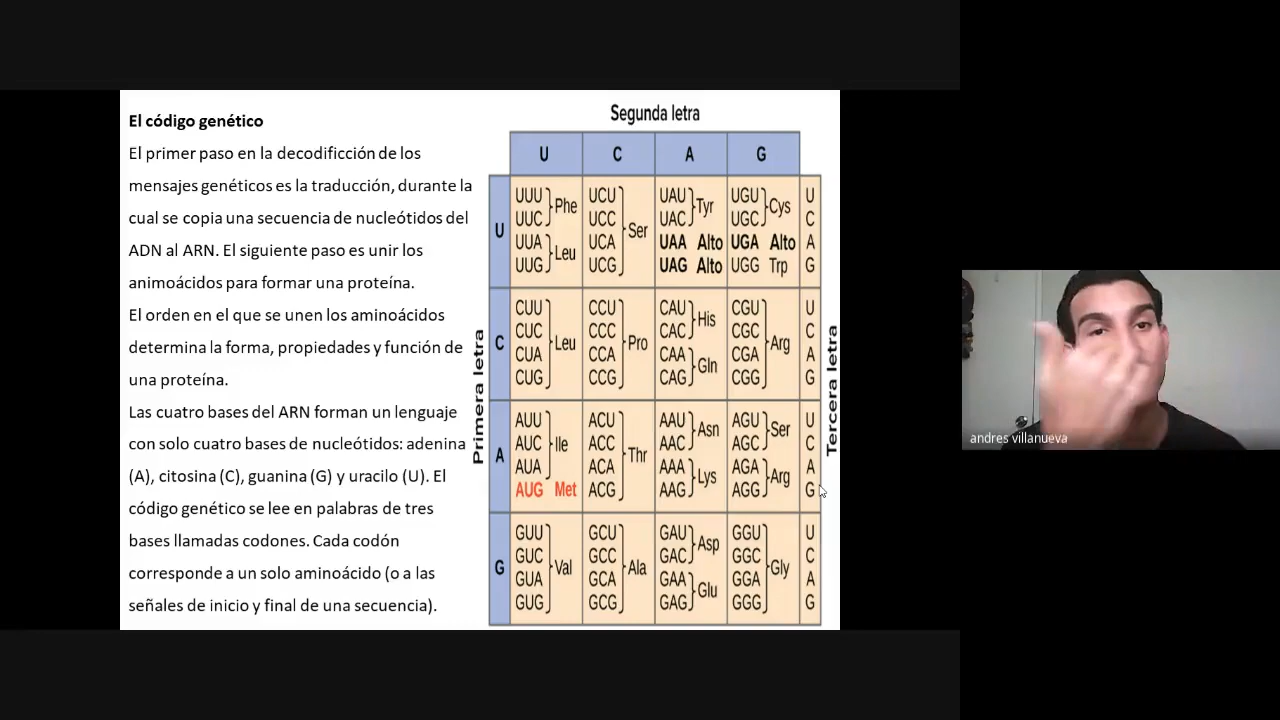 El código genético
El primer paso en la decodificción de los
mensajes genéticos es la traducción, durante la
cual se copia una secuencia de nucleótidos del
ADN al ARN. El siguiente paso es unir los
animoácidos para formar una proteína.
El orden en el que se unen los aminoácidos
determina la forma, propiedades y función de
una proteína.
Las cuatro bases del ARN forman un lenguaje
con solo cuatro bases de nucleótidos: adenina
(A), citosina (C), guanina (G) y uracilo (U). El
código genético se lee en palabras de tres
bases llamadas codones. Cada codón
corresponde a un solo aminoácido (o a las
señales de inicio y final de una secuencia).
Segunda letra
U C A G
Primera letra
U
UUU UUC Phe
UUA UUG Leu
UCU UCC UCA UCG Ser
UAU UAC Tyr
UAA Alto
UAG Alto
UGU UGC Cys
UGA Alto
UGG Trp
U C A G
C
CUU CUC CUA CUG Leu
CCU CCC CCA CCG Pro
CAU CAC His
CAA CAG Gln
CGU CGC CGA CGG Arg
U C A G
A
AUU AUC AUA Ile
AUG Met
ACU ACC ACA ACG Thr
AAU AAC Asn
AAA AAG Lys
AGU AGC Ser
AGA AGG Arg
U C A G
G
GUU GUC GUA GUG Val
GCU GCC GCA GCG Ala
GAU GAC Asp
GAA GAG Glu
GGU GGC GGA GGG Gly
U C A G
Tercera letra
andres villanueva